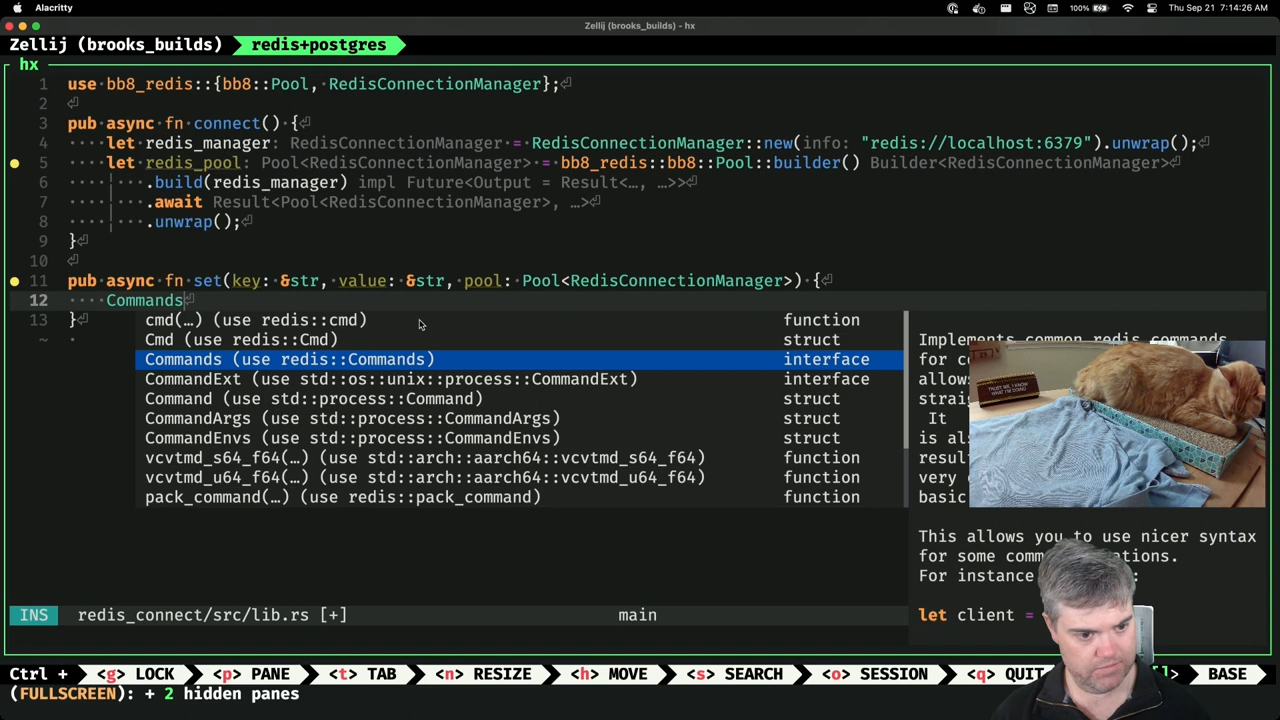 Alacritty 100% Thu Sep 21 7:14:26 AM
Zellij (brooks_builds) - hx
Zellij (brooks_builds) redis+postgres
hx
1 use bb8_redis::{bb8::Pool, RedisConnectionManager};⏎
2 ⏎
3 pub async fn connect() {⏎
4 ····let redis_manager: RedisConnectionManager = RedisConnectionManager::new(info: "redis://localhost:6379").unwrap();⏎
5 ····let redis_pool: Pool<RedisConnectionManager> = bb8_redis::bb8::Pool::builder() Builder<RedisConnectionManager>⏎
6 ········.build(redis_manager) impl Future<Output = Result<…, …>>⏎
7 ········.await Result<Pool<RedisConnectionManager>, …>⏎
8 ········.unwrap();⏎
9 }⏎
10 ⏎
11 pub async fn set(key: &str, value: &str, pool: Pool<RedisConnectionManager>) {⏎
12 ····Commands⏎
13 }⏎
~
cmd(…) (use redis::cmd) function
Cmd (use redis::Cmd) struct
Commands (use redis::Commands) interface
CommandExt (use std::os::unix::process::CommandExt) interface
Command (use std::process::Command) struct
CommandArgs (use std::process::CommandArgs) struct
CommandEnvs (use std::process::CommandEnvs) struct
vcvtmd_s64_f64(…) (use std::arch::aarch64::vcvtmd_s64_f64) function
vcvtmd_u64_f64(…) (use std::arch::aarch64::vcvtmd_u64_f64) function
pack_command(…) (use redis::pack_command) function
Implements common redis commands
for
It
very
basic
TRUST ME, I KNOW
WHAT I'M DOING
This allows you to use nicer syntax
for some
For instance
let client =
INS redis_connect/src/lib.rs [+] main
Ctrl + <g> LOCK <p> PANE <t> TAB <n> RESIZE <h> MOVE <s> SEARCH <o> SESSION <q> QUIT BASE
(FULLSCREEN): + 2 hidden panes